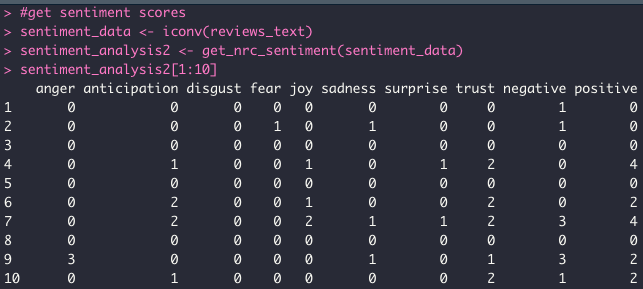 > #get sentiment scores
> sentiment_data <- iconv(reviews_text)
> sentiment_analysis2 <- get_nrc_sentiment(sentiment_data)
> sentiment_analysis2[1:10]
anger anticipation disgust fear joy sadness surprise trust negative positive
1 0 0 0 0 0 0 0 0 1 0
2 0 0 0 1 0 1 0 0 1 0
3 0 0 0 0 0 0 0 0 0 0
4 0 1 0 0 1 0 1 2 0 4
5 0 0 0 0 0 0 0 0 0 0
6 0 2 0 0 1 0 0 2 0 2
7 0 2 0 0 2 1 1 2 3 4
8 0 0 0 0 0 0 0 0 0 0
9 3 0 0 0 0 1 0 1 3 2
10 0 1 0 0 0 0 0 2 1 2